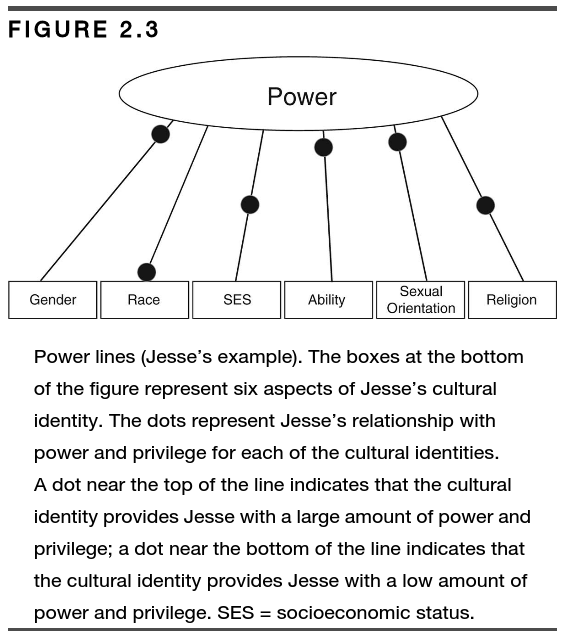 FIGURE 2.3
Power
Gender
Race
SES
Ability
Sexual
Orientation
Religion
Power lines (Jesse’s example). The boxes at the bottom
of the figure represent six aspects of Jesse’s cultural
identity. The dots represent Jesse’s relationship with
power and privilege for each of the cultural identities.
A dot near the top of the line indicates that the cultural
identity provides Jesse with a large amount of power and
privilege; a dot near the bottom of the line indicates that
the cultural identity provides Jesse with a low amount of
power and privilege. SES = socioeconomic status.